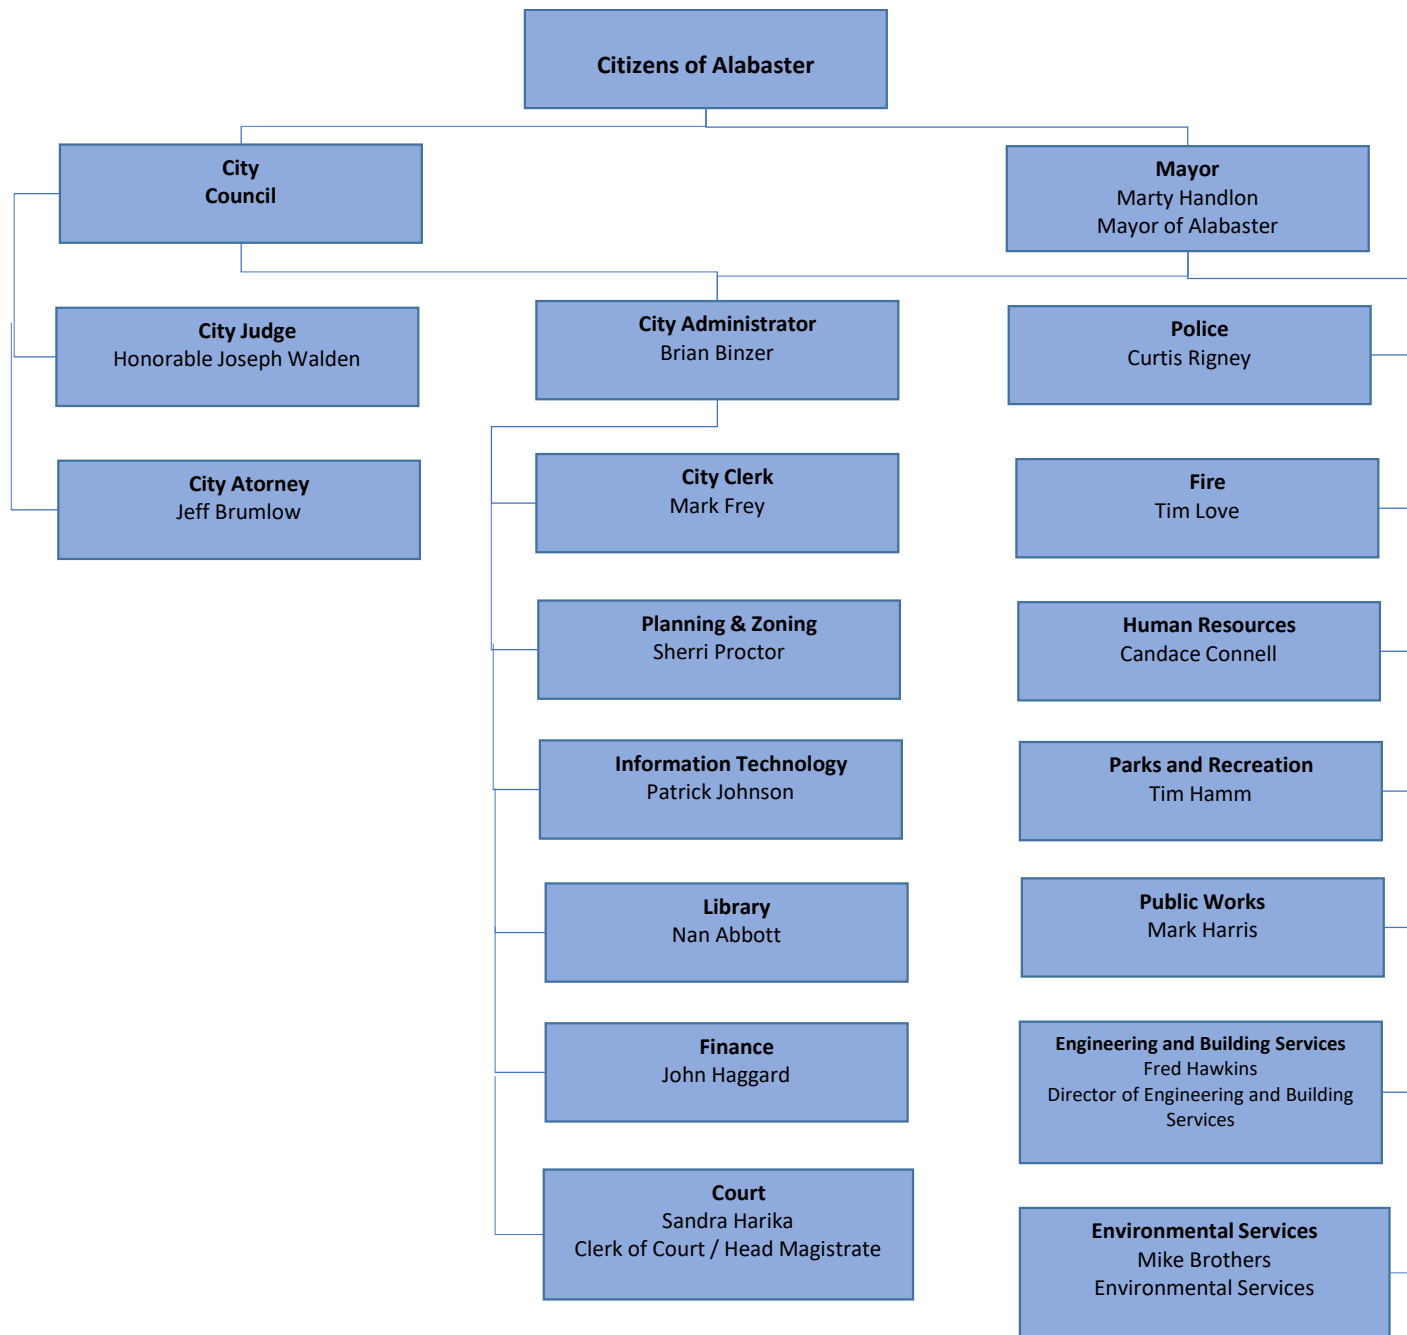 Citizens of Alabaster
City
Council
Mayor
Marty Handlon
Mayor of Alabaster
City Judge
Honorable Joseph Walden
City Administrator
Brian Binzer
Police
Curtis Rigney
City Atorney
Jeff Brumlow
City Clerk
Mark Frey
Fire
Tim Love
Planning & Zoning
Sherri Proctor
Human Resources
Candace Connell
Information Technology
Patrick Johnson
Parks and Recreation
Tim Hamm
Library
Nan Abbott
Public Works
Mark Harris
Finance
John Haggard
Engineering and Building Services
Fred Hawkins
Director of Engineering and Building
Services
Court
Sandra Harika
Clerk of Court / Head Magistrate
Environmental Services
Mike Brothers
Environmental Services